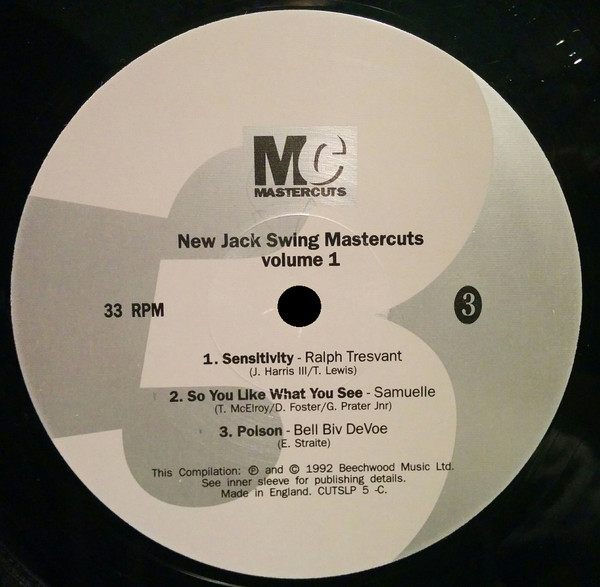 MC
MASTERCUTS
New Jack Swing Mastercuts
volume 1
33 RPM
3
1. Sensitivity - Ralph Tresvant
(J. Harris III/T. Lewis)
2. So You Like What You See - Samuelle
(T. McElroy/D. Foster/G. Prater Jnr)
3. Poison - Bell Biv DeVoe
(E. Straite)
This Compilation: ℗ and © 1992 Beechwood Music Ltd.
See inner sleeve for publishing details.
Made in England. CUTSLP 5 -C.